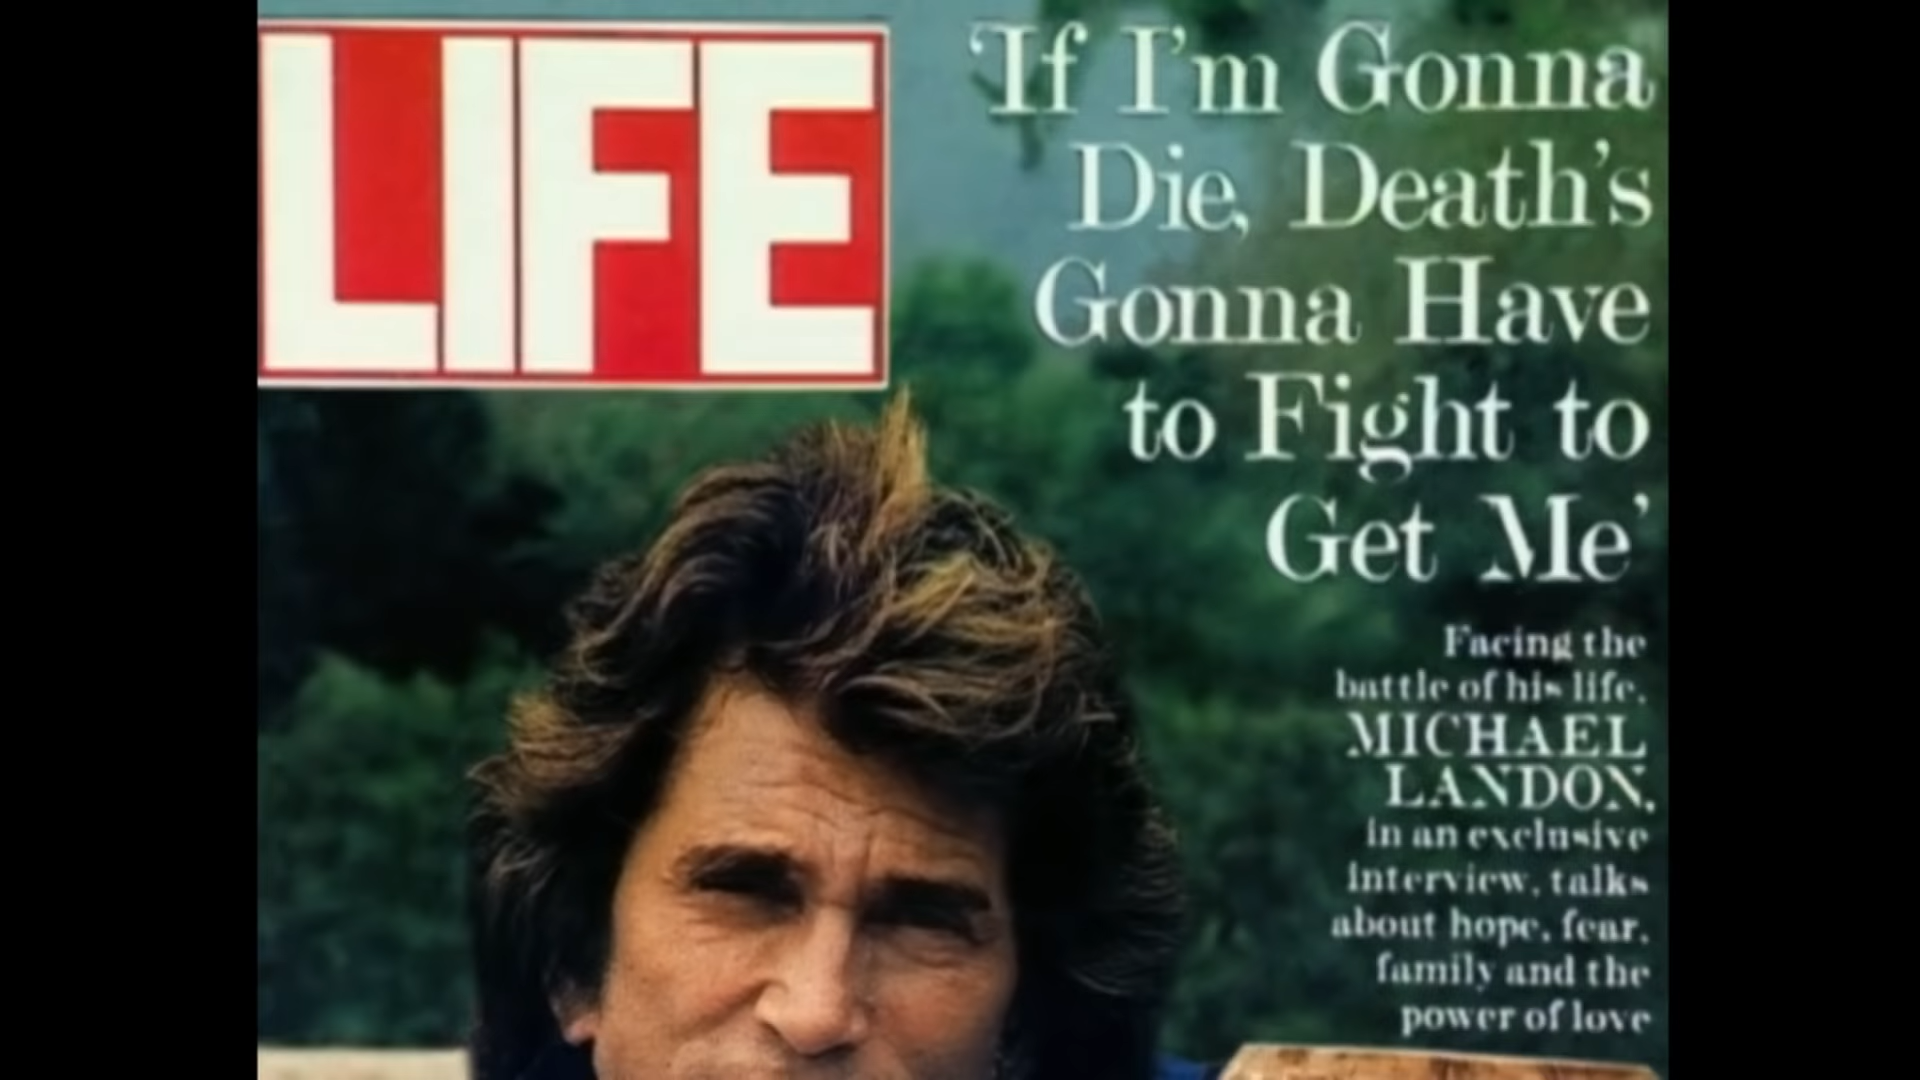 LIFE
‘If I’m Gonna
Die, Death’s
Gonna Have
to Fight to
Get Me’
Facing the
battle of his life,
MICHAEL
LANDON,
in an exclusive
interview, talks
about hope, fear,
family and the
power of love